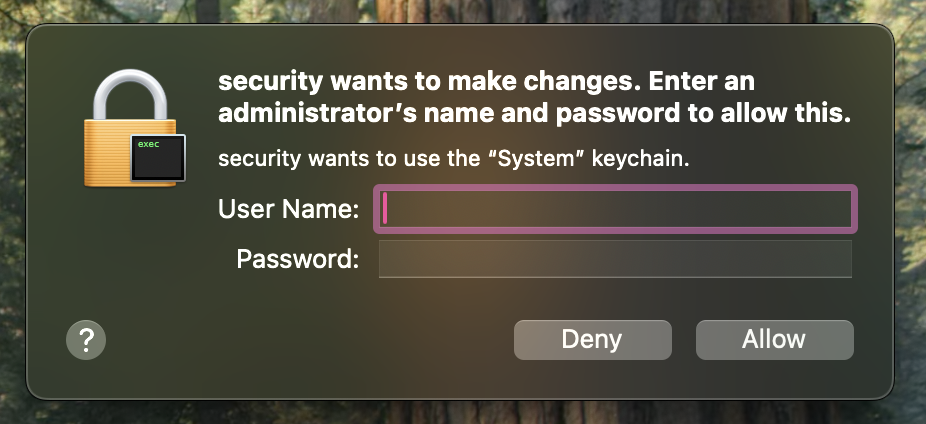 security wants to make changes. Enter an
administrator’s name and password to allow this.
exec
security wants to use the “System” keychain.
User Name:
Password:
?
Deny
Allow